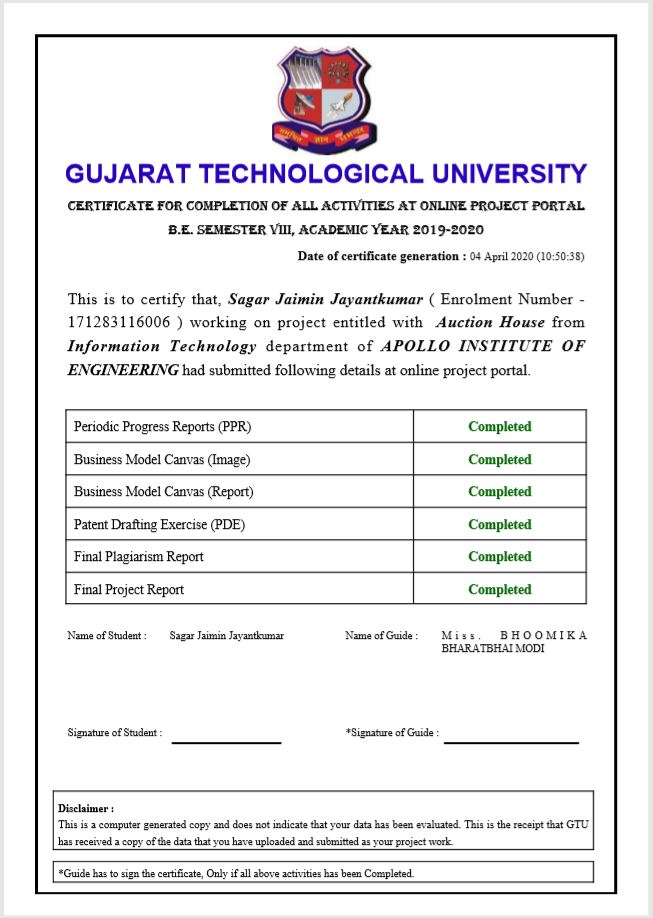 GUJARAT TECHNOLOGICAL UNIVERSITY
CERTIFICATE FOR COMPLETION OF ALL ACTIVITIES AT ONLINE PROJECT PORTAL
B.E. SEMESTER VIII, ACADEMIC YEAR 2019-2020
Date of certificate generation : 04 April 2020 (10:50:38)
This is to certify that, Sagar Jaimin Jayantkumar ( Enrolment Number -
171283116006 ) working on project entitled with Auction House from
Information Technology department of APOLLO INSTITUTE OF
ENGINEERING had submitted following details at online project portal.
Periodic Progress Reports (PPR) Completed
Business Model Canvas (Image) Completed
Business Model Canvas (Report) Completed
Patent Drafting Exercise (PDE) Completed
Final Plagiarism Report Completed
Final Project Report Completed
Name of Student : Sagar Jaimin Jayantkumar Name of Guide : Miss. BHOOMIKA
BHARATBHAI MODI
Signature of Student : *Signature of Guide :
Disclaimer :
This is a computer generated copy and does not indicate that your data has been evaluated. This is the receipt that GTU
has received a copy of the data that you have uploaded and submitted as your project work.
*Guide has to sign the certificate, Only if all above activities has been Completed.